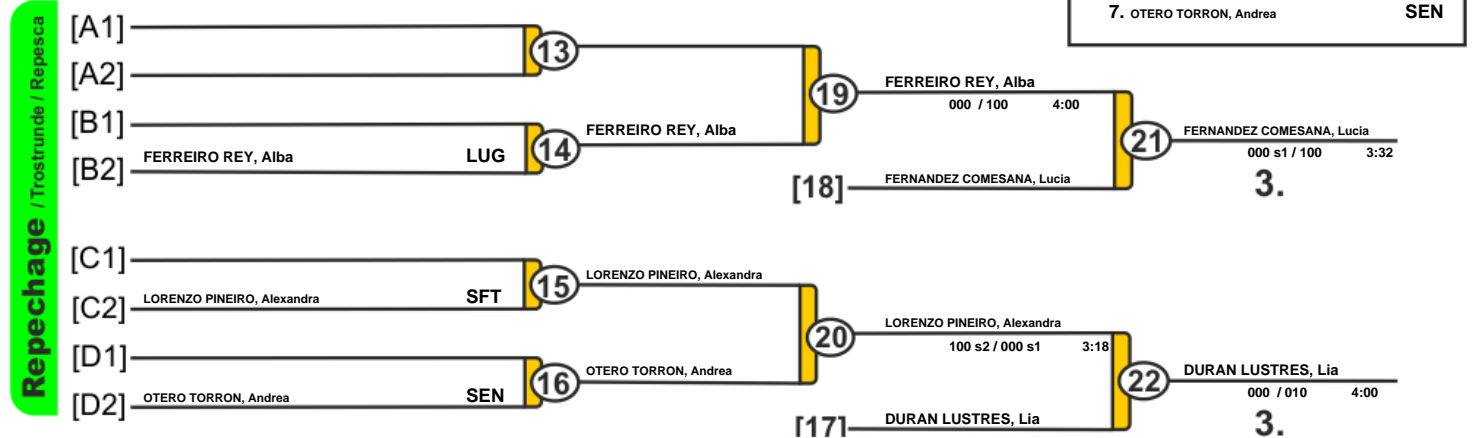 7. OTERO TORRON, Andrea SEN
Repechage / Trostrunde / Repesca
[A1]
13
[A2]
19
FERREIRO REY, Alba
000 / 100 4:00
[B1]
FERREIRO REY, Alba
14
21
FERNANDEZ COMESANA, Lucia
000 s1 / 100 3:32
[B2] FERREIRO REY, Alba LUG
[18] FERNANDEZ COMESANA, Lucia
3.
[C1]
15
LORENZO PINEIRO, Alexandra
[C2] LORENZO PINEIRO, Alexandra SFT
20
LORENZO PINEIRO, Alexandra
100 s2 / 000 s1 3:18
[D1]
16
OTERO TORRON, Andrea
22
DURAN LUSTRES, Lia
000 / 010 4:00
[D2] OTERO TORRON, Andrea SEN
[17] DURAN LUSTRES, Lia
3.